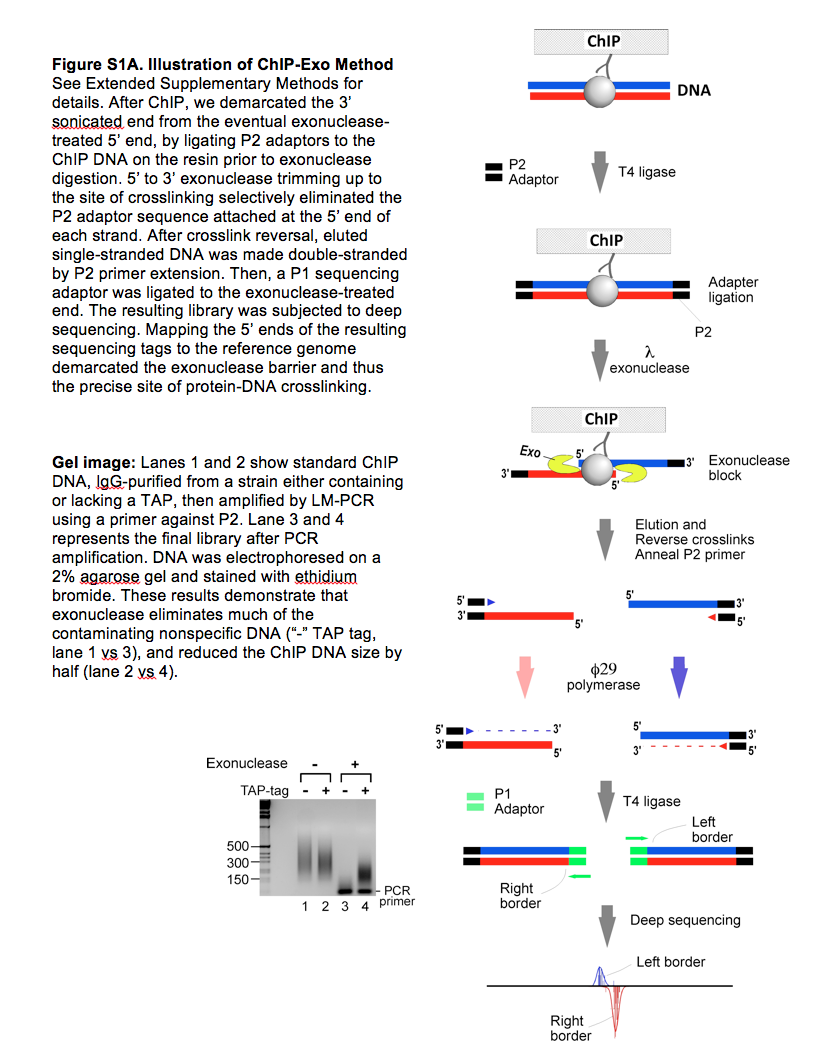 Figure S1A. Illustration of ChIP-Exo Method
See Extended Supplementary Methods for
details. After ChIP, we demarcated the 3’
sonicated end from the eventual exonuclease-
treated 5’ end, by ligating P2 adaptors to the
ChIP DNA on the resin prior to exonuclease
digestion. 5’ to 3’ exonuclease trimming up to
the site of crosslinking selectively eliminated the
P2 adaptor sequence attached at the 5’ end of
each strand. After crosslink reversal, eluted
single-stranded DNA was made double-stranded
by P2 primer extension. Then, a P1 sequencing
adaptor was ligated to the exonuclease-treated
end. The resulting library was subjected to deep
sequencing. Mapping the 5’ ends of the resulting
sequencing tags to the reference genome
demarcated the exonuclease barrier and thus
the precise site of protein-DNA crosslinking.
Gel image: Lanes 1 and 2 show standard ChIP
DNA, IgG-purified from a strain either containing
or lacking a TAP, then amplified by LM-PCR
using a primer against P2. Lane 3 and 4
represents the final library after PCR
amplification. DNA was electrophoresed on a
2% agarose gel and stained with ethidium
bromide. These results demonstrate that
exonuclease eliminates much of the
contaminating nonspecific DNA (“-” TAP tag,
lane 1 vs 3), and reduced the ChIP DNA size by
half (lane 2 vs 4).
Exonuclease - +
TAP-tag - + - +
500
300
150
PCR
primer
1 2 3 4
ChIP
DNA
P2
Adaptor
T4 ligase
ChIP
Adapter
ligation
P2
λ
exonuclease
ChIP
Exo
5'
3'
3'
5'
Exonuclease
block
Elution and
Reverse crosslinks
Anneal P2 primer
5'
3'
5'
5'
3'
5'
ϕ29
polymerase
5'
3'
3'
5'
5'
3'
3'
5'
P1
Adaptor
T4 ligase
Left
border
Right
border
Deep sequencing
Left border
Right
border